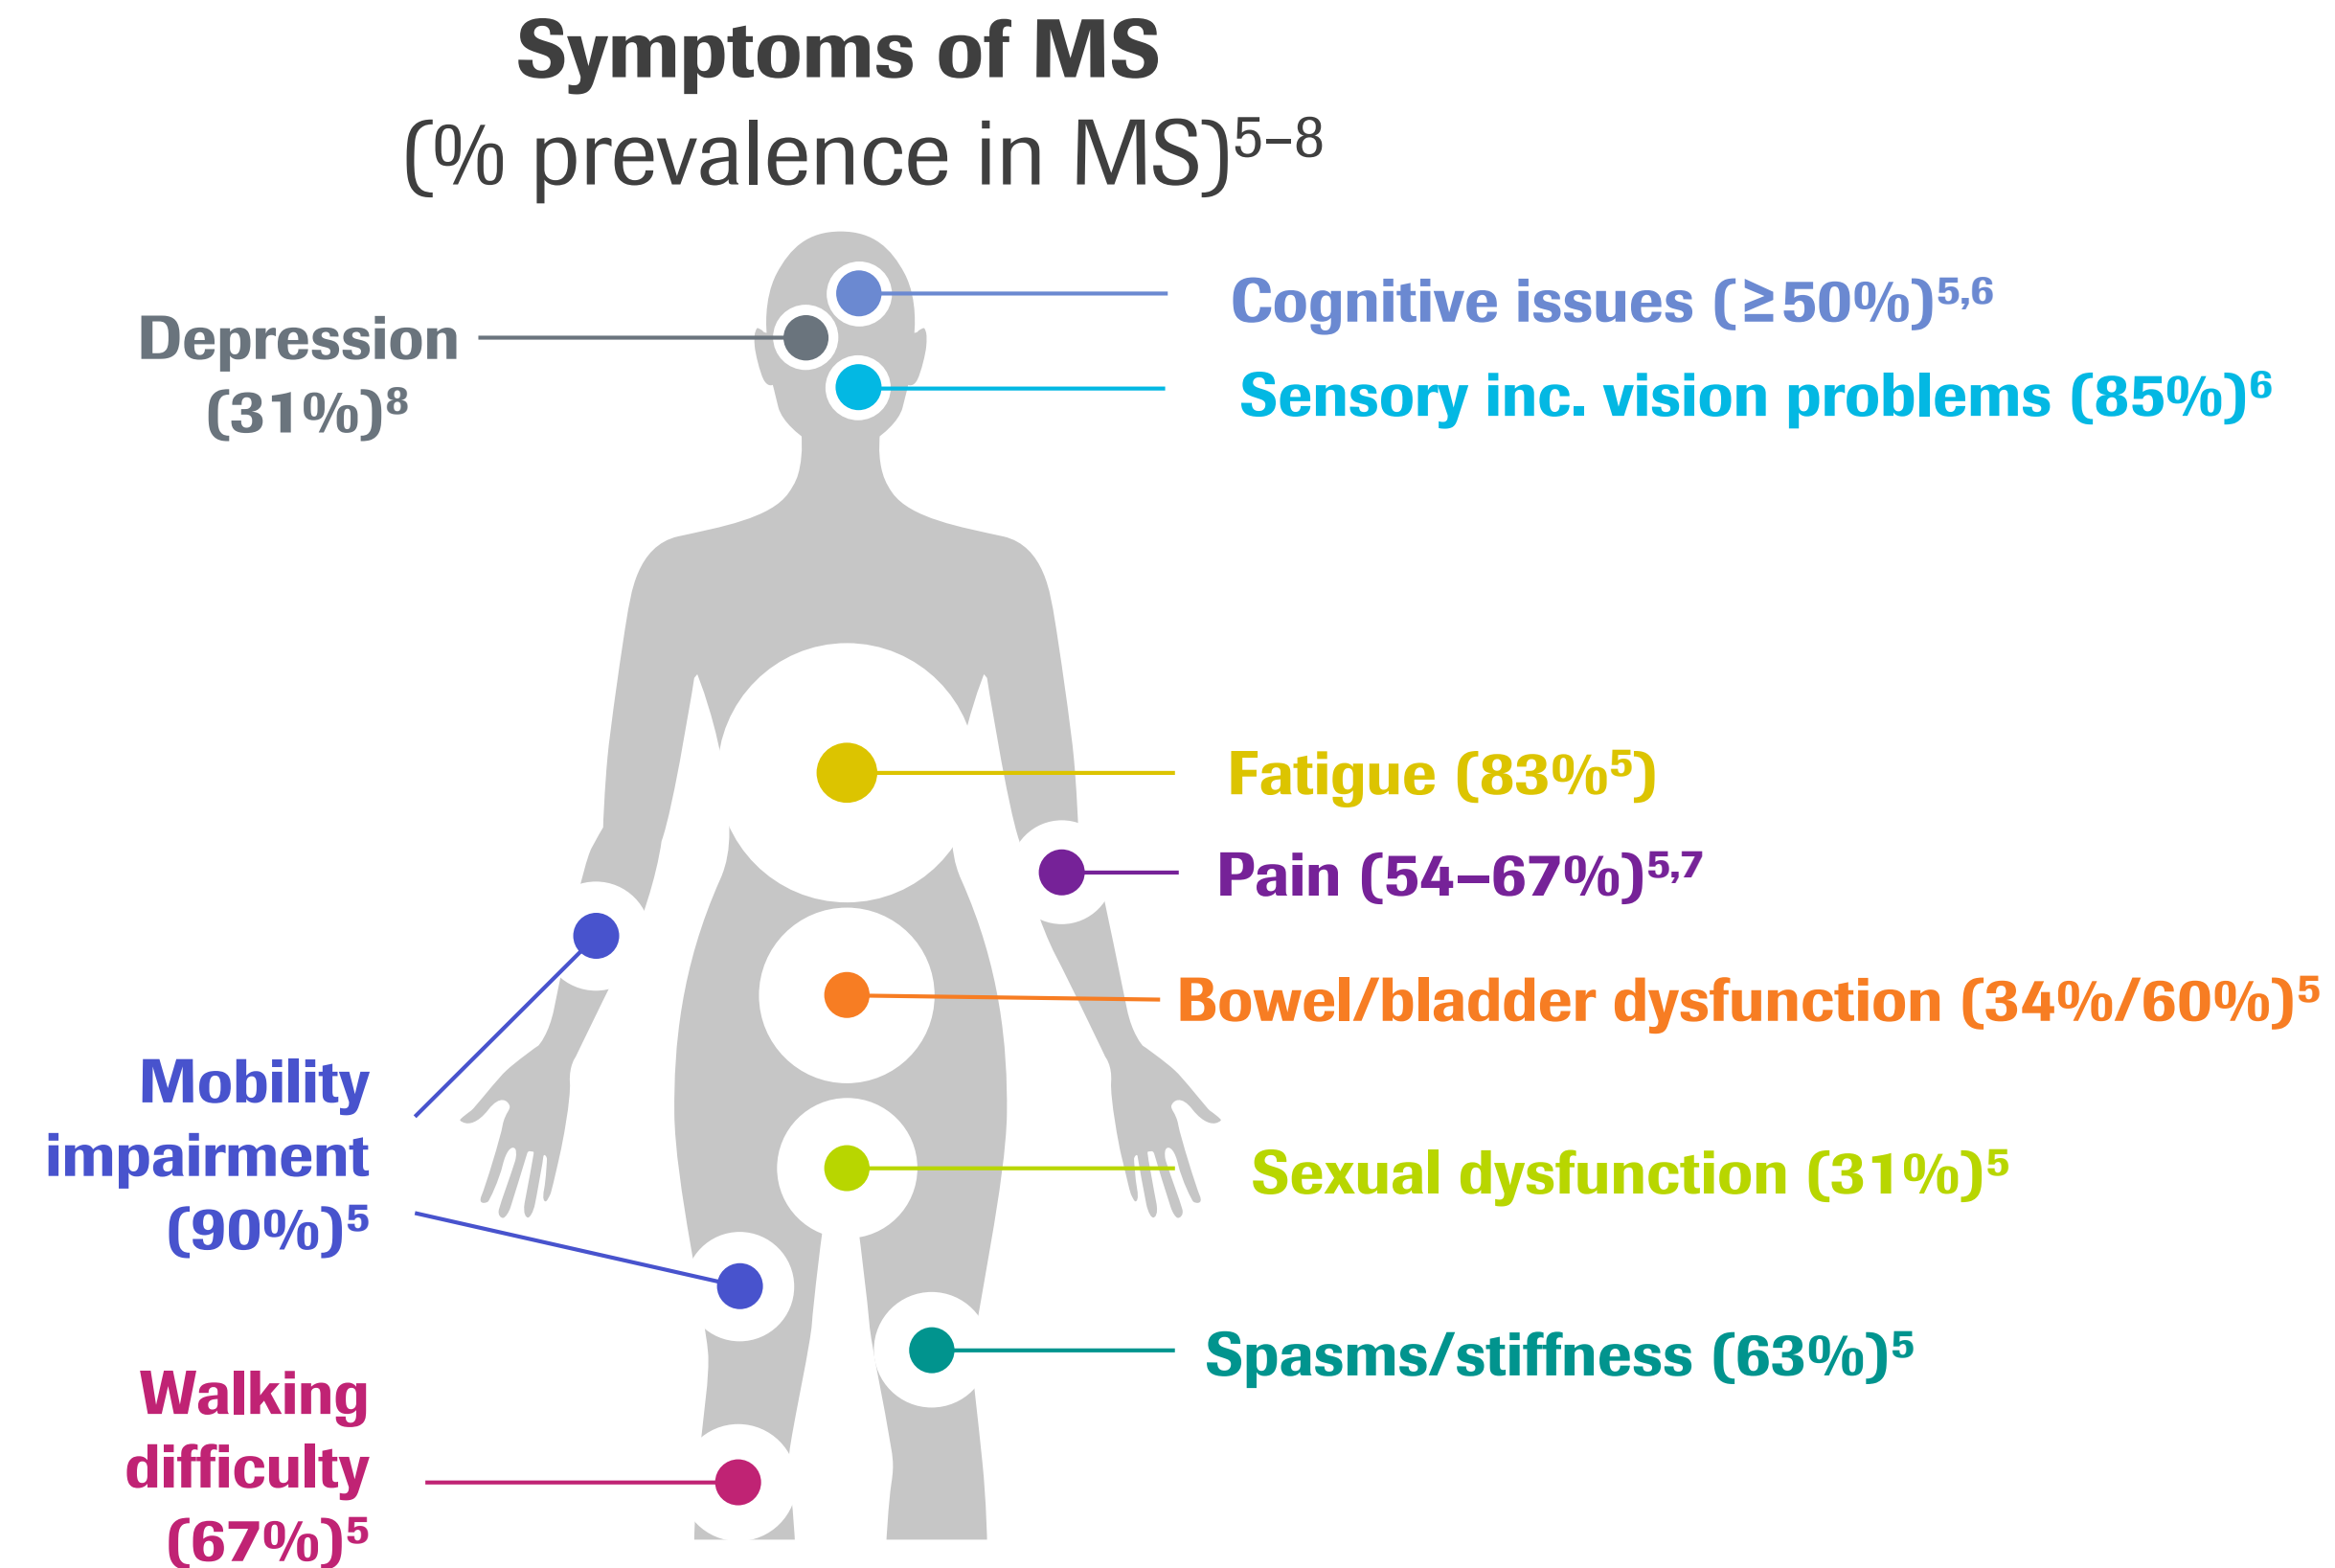 Symptoms of MS
(% prevalence in MS)⁵⁻⁸
Depression
(31%)⁸
Cognitive issues (≥50%)⁵,⁶
Sensory inc. vision problems (85%)⁶
Fatigue (83%⁵)
Pain (54–67%)⁵,⁷
Bowel/bladder dysfunction (34%/60%)⁵
Mobility
impairment
(90%)⁵
Sexual dysfunction (31%)⁵
Spasms/stiffness (63%)⁵
Walking
difficulty
(67%)⁵